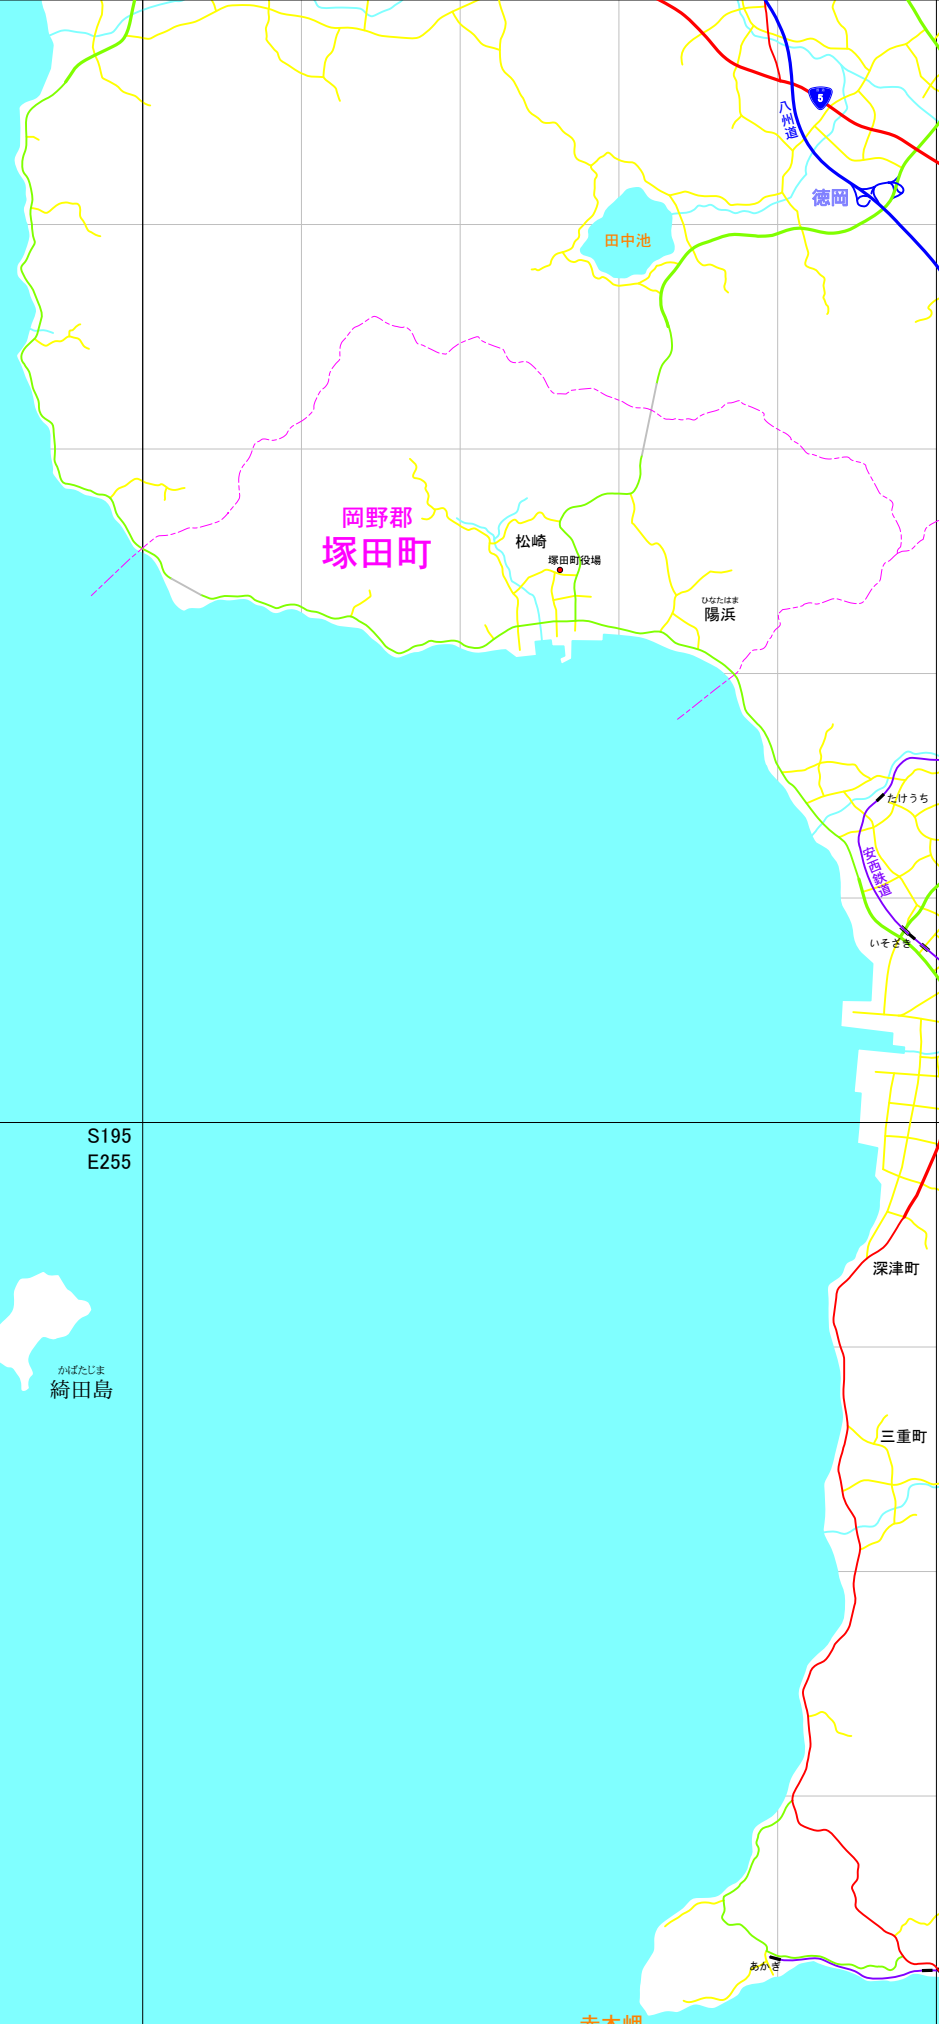 5
八州道
徳岡
田中池
岡野郡
塚田町
松崎
塚田町役場
ひなたはま
陽浜
たけうち
安西鉄道
いそざき
S195
E255
深津町
かばたじま
綺田島
三重町
あかぎ